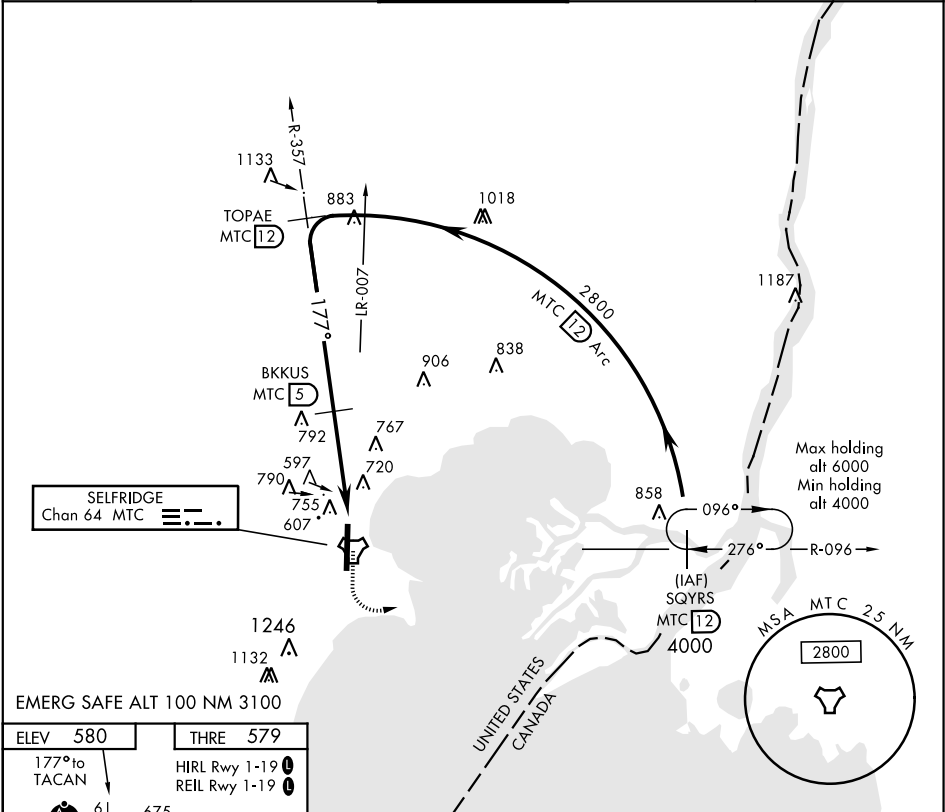 R-357
1133
883
1018
TOPAE
MTC 12
LR-007
1187
2800
MTC 12 Arc
177°
906
838
BKKUS
MTC 5
792
767
Max holding
alt 6000
Min holding
alt 4000
597
790
720
755
607
858
SELFRIDGE
Chan 64 MTC
096°
276°
R-096
(IAF)
SQYRS
MTC 12
4000
MSA MTC 25 NM
2800
1246
1132
UNITED STATES
CANADA
EMERG SAFE ALT 100 NM 3100
ELEV 580
THRE 579
177° to
TACAN
HIRL Rwy 1-19 L
REIL Rwy 1-19 L